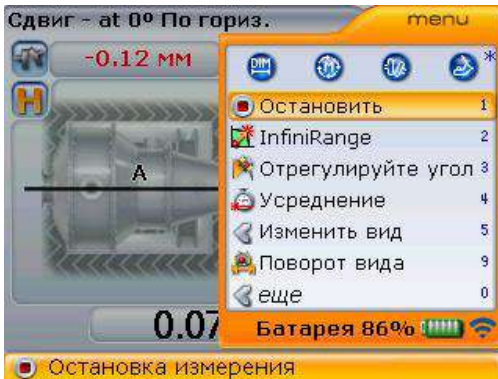 Сдвиг - at 0º По гориз.
menu
-0.12 мм
DIM
*
H
Остановить 1
InfiniRange 2
A
Отрегулируйте угол 3
Усреднение 4
Изменить вид 5
Поворот вида 9
еще 0
0.07
Батарея 86%
Остановка измерения